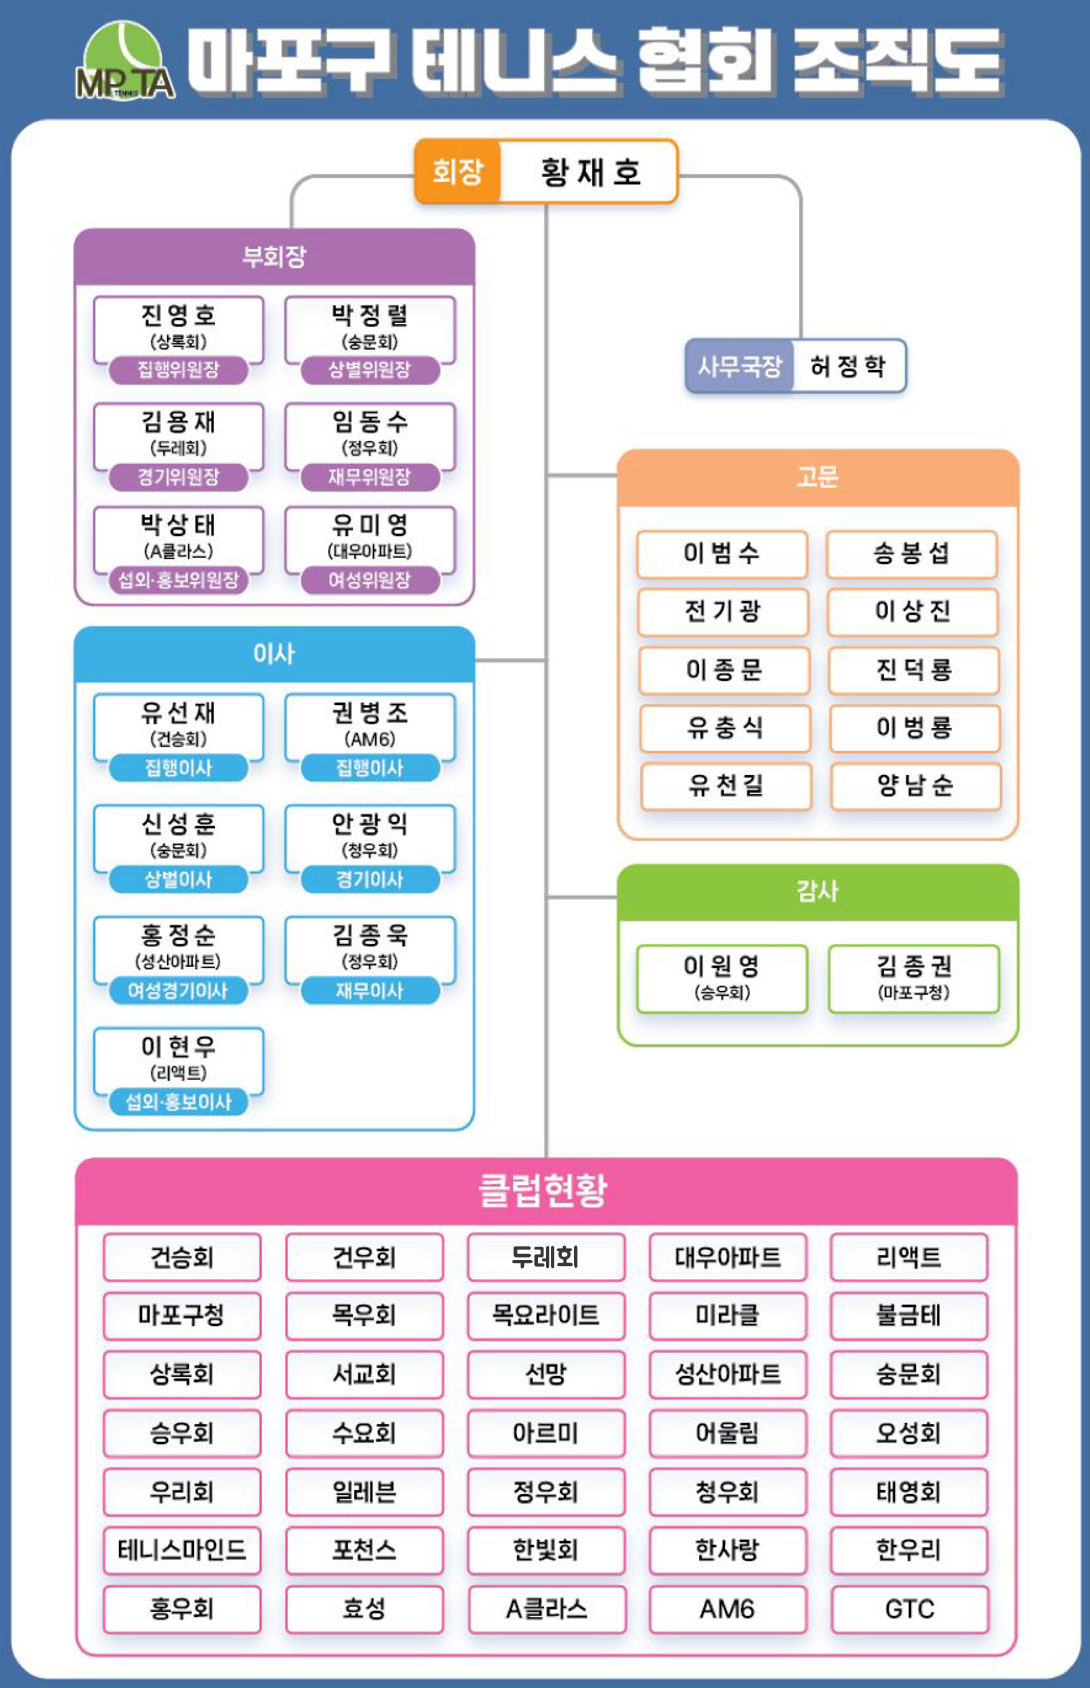 MPTA
TENNIS
마포구 테니스 협회 조직도
회장 황재호
부회장
진영호 박정렬
(상록회) (숭문회)
집행위원장 상별위원장
김용재 임동수
(두레회) (정우회)
경기위원장 재무위원장
박상태 유미영
(A클라스) (대우아파트)
섭외·홍보위원장 여성위원장
사무국장 허정학
이사
유선재 권병조
(건승회) (AM6)
집행이사 집행이사
신성훈 안광익
(숭문회) (청우회)
상벌이사 경기이사
홍정순 김종욱
(성산아파트) (정우회)
여성경기이사 재무이사
이현우
(리액트)
섭외·홍보이사
고문
이범수 송봉섭
전기광 이상진
이종문 진덕룡
유충식 이벙룡
유천길 양남순
감사
이원영 김종권
(승우회) (마포구청)
클럽현황
건승회 건우회 두레회 대우아파트 리액트
마포구청 목우회 목요라이트 미라클 불금테
상록회 서교회 선망 성산아파트 숭문회
승우회 수요회 아르미 어울림 오성회
우리회 일레븐 정우회 청우회 태영회
테니스마인드 포천스 한빛회 한사랑 한우리
홍우회 효성 A클라스 AM6 GTC